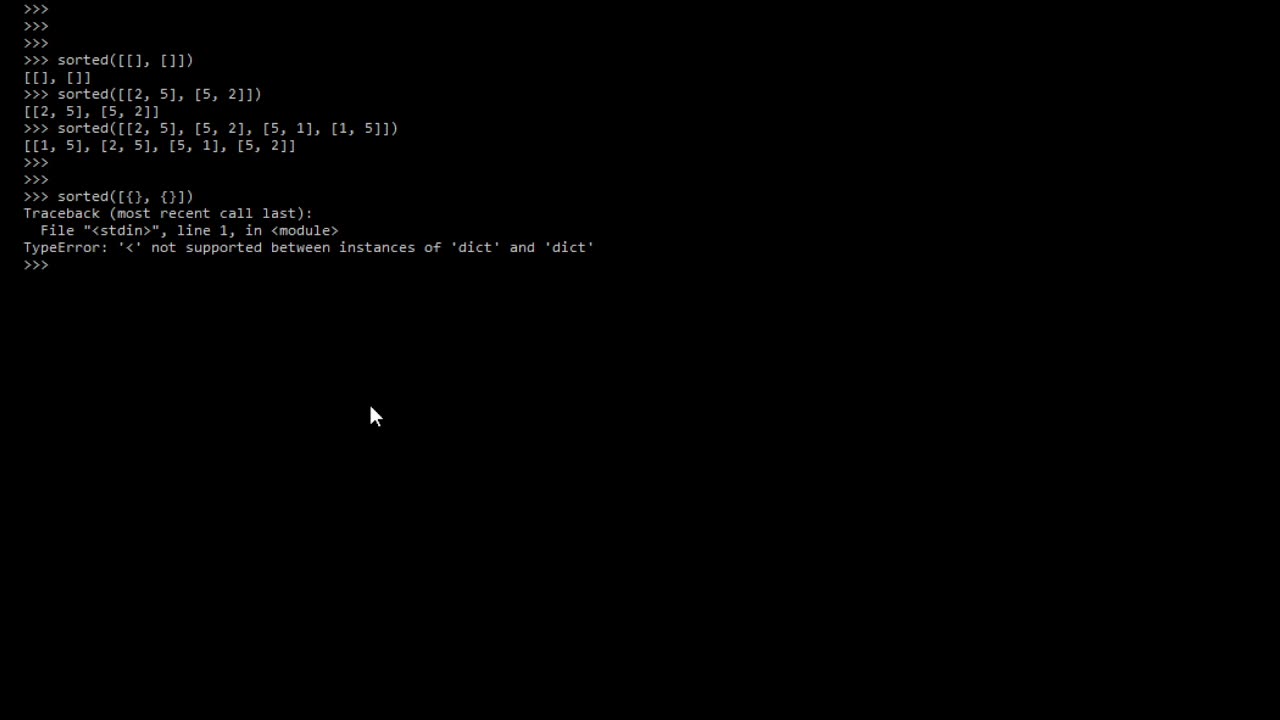 >>>
>>>
>>>
>>> sorted([[], []])
[[], []]
>>> sorted([[2, 5], [5, 2]])
[[2, 5], [5, 2]]
>>> sorted([[2, 5], [5, 2], [5, 1], [1, 5]])
[[1, 5], [2, 5], [5, 1], [5, 2]]
>>>
>>>
>>> sorted([{}, {}])
Traceback (most recent call last):
  File "<stdin>", line 1, in <module>
TypeError: '<' not supported between instances of 'dict' and 'dict'
>>>